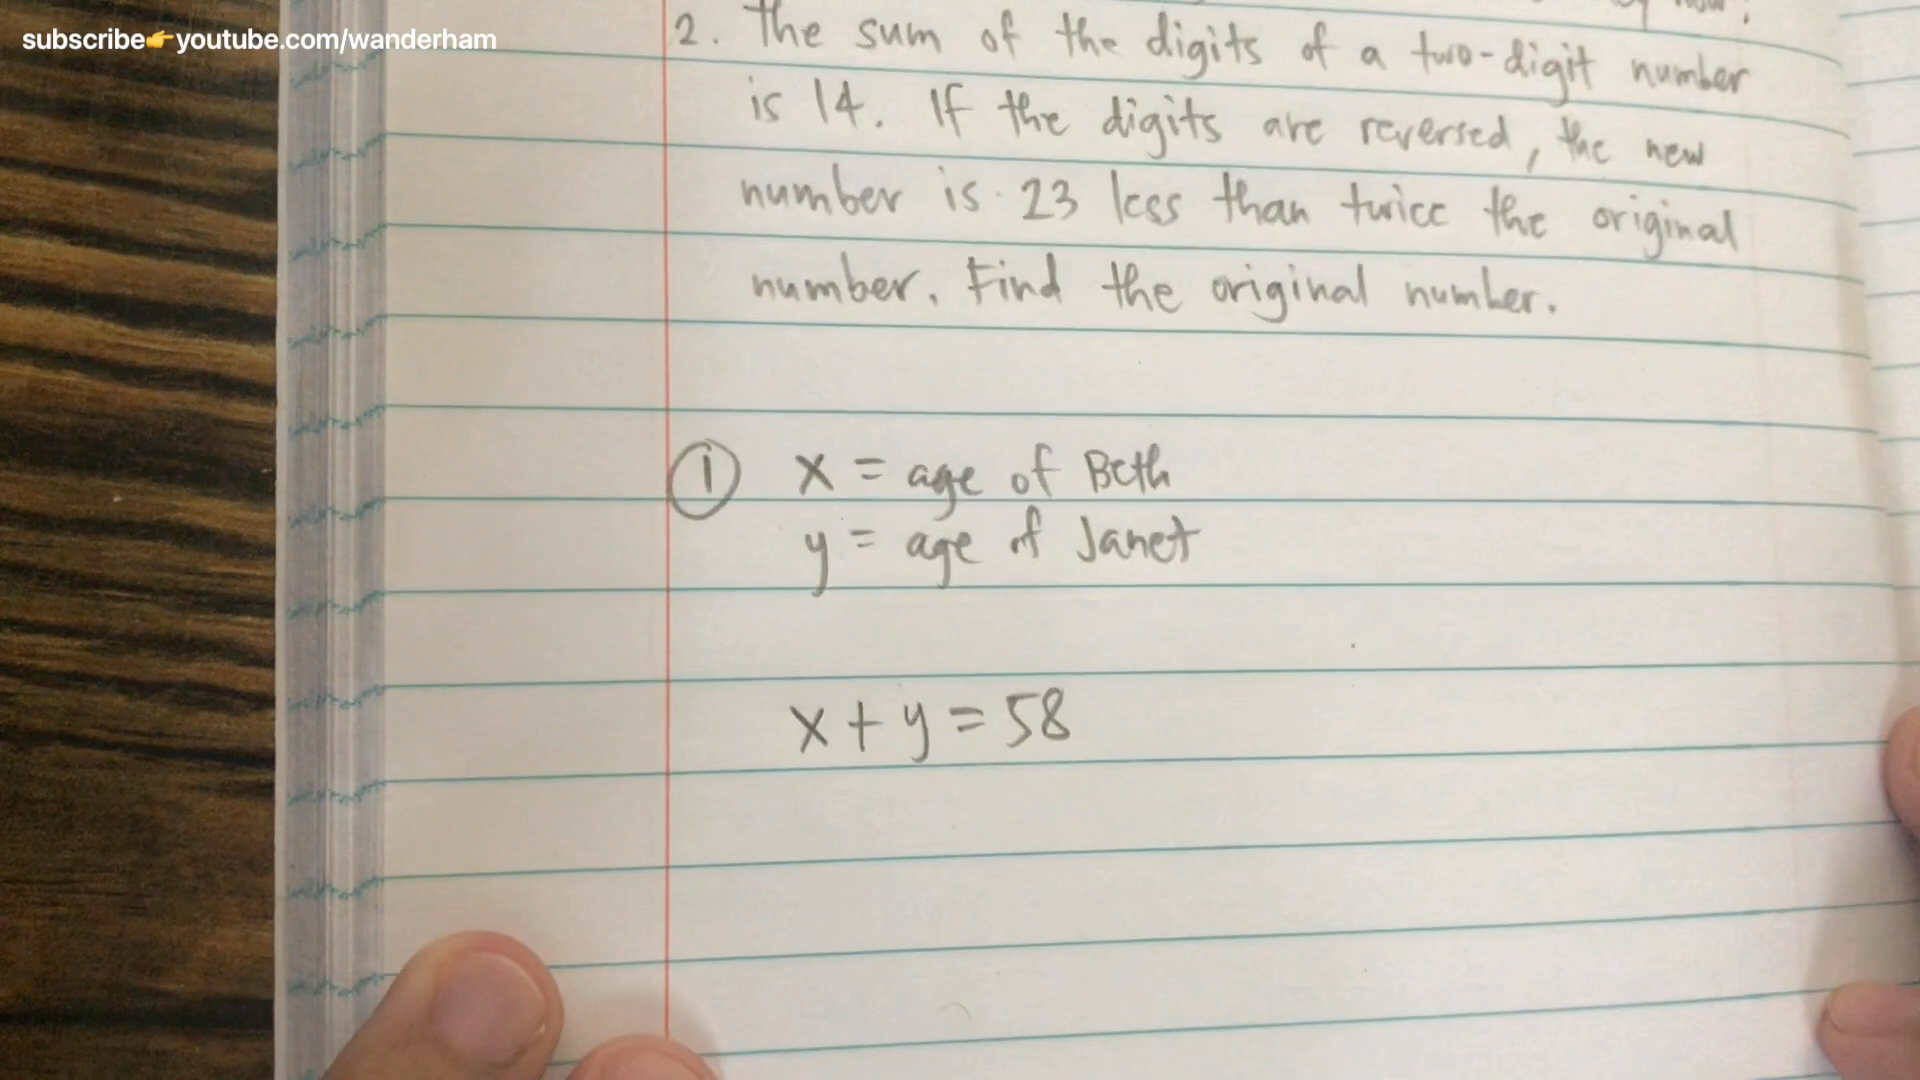 subscribe👉youtube.com/wanderham
now?
2. The sum of the digits of a two-digit number
is 14. If the digits are reversed, the new
number is 23 less than twice the original
number. Find the original number.
① x = age of Beth
y = age of Janet
x + y = 58